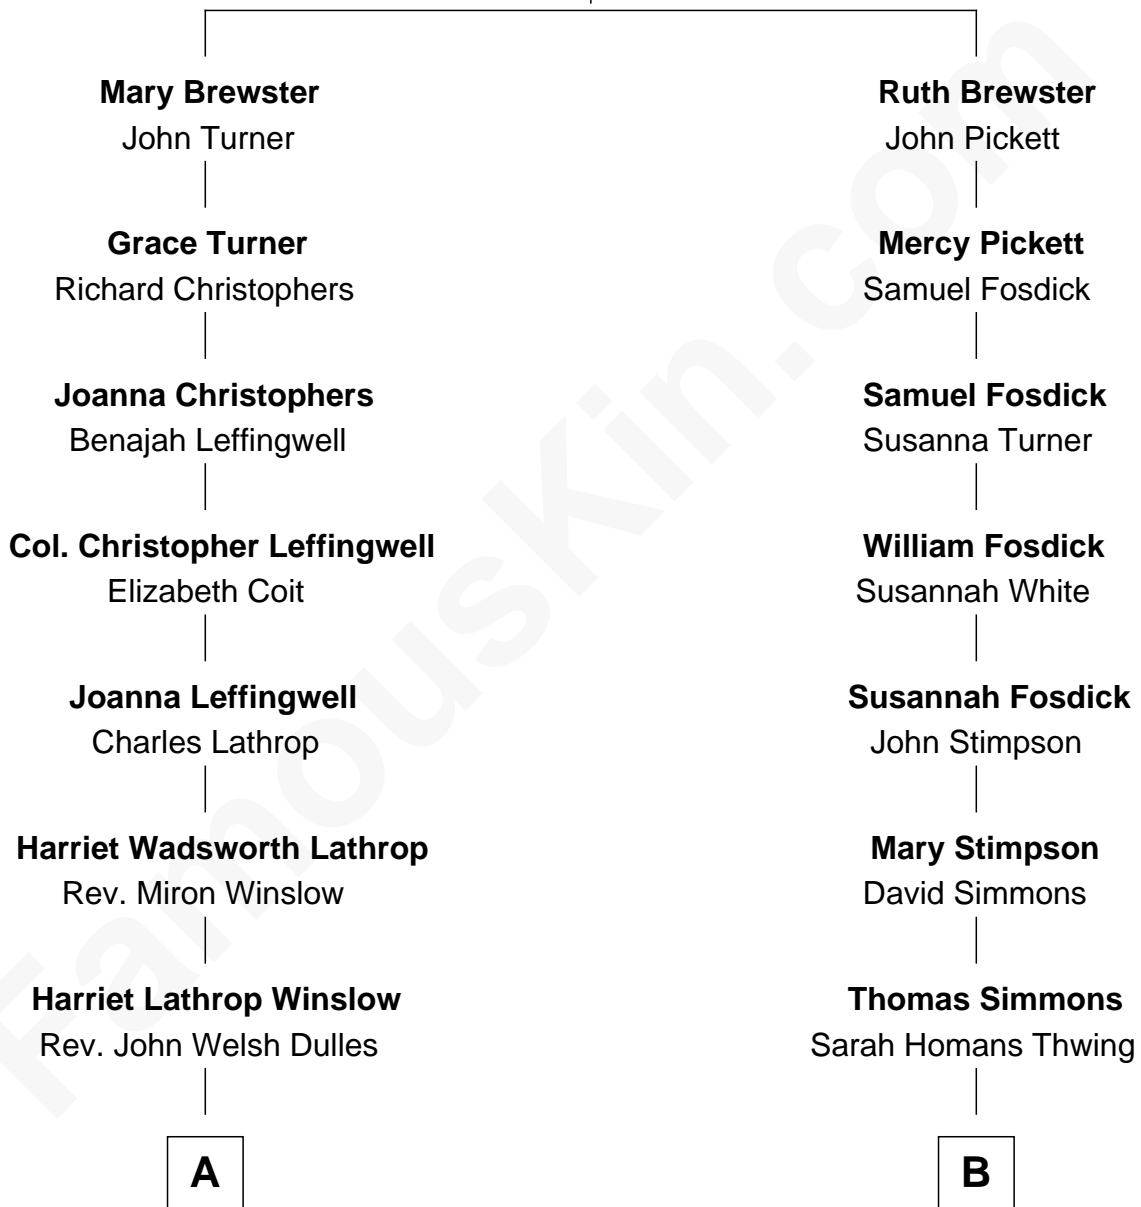 Mary Brewster
John Turner
Ruth Brewster
John Pickett
Grace Turner
Richard Christophers
Mercy Pickett
Samuel Fosdick
Joanna Christophers
Benajah Leffingwell
Samuel Fosdick
Susanna Turner
Col. Christopher Leffingwell
Elizabeth Coit
William Fosdick
Susannah White
Joanna Leffingwell
Charles Lathrop
Susannah Fosdick
John Stimpson
Harriet Wadsworth Lathrop
Rev. Miron Winslow
Mary Stimpson
David Simmons
Harriet Lathrop Winslow
Rev. John Welsh Dulles
Thomas Simmons
Sarah Homans Thwing
A
B
FamousKin.com